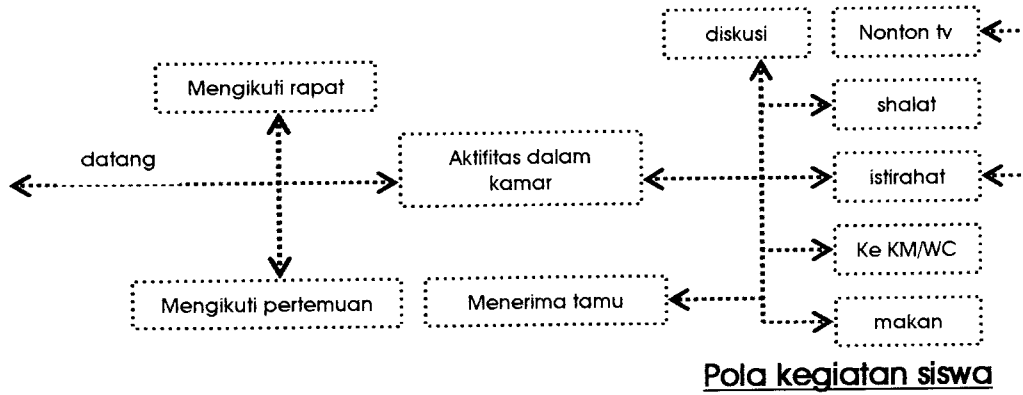 diskusi
Nonton tv
Mengikuti rapat
shalat
datang
Aktifitas dalam
kamar
istirahat
Ke KM/WC
Mengikuti pertemuan
Menerima tamu
makan
Pola kegiatan siswa